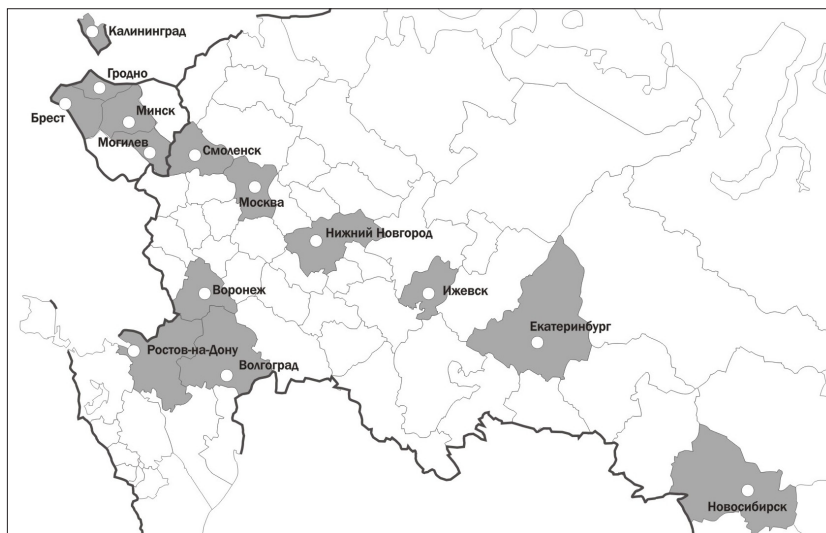 Калининград
Гродно
Брест
Минск
Могилев
Смоленск
Москва
Нижний Новгород
Воронеж
Ижевск
Екатеринбург
Ростов-на-Дону
Волгоград
Новосибирск